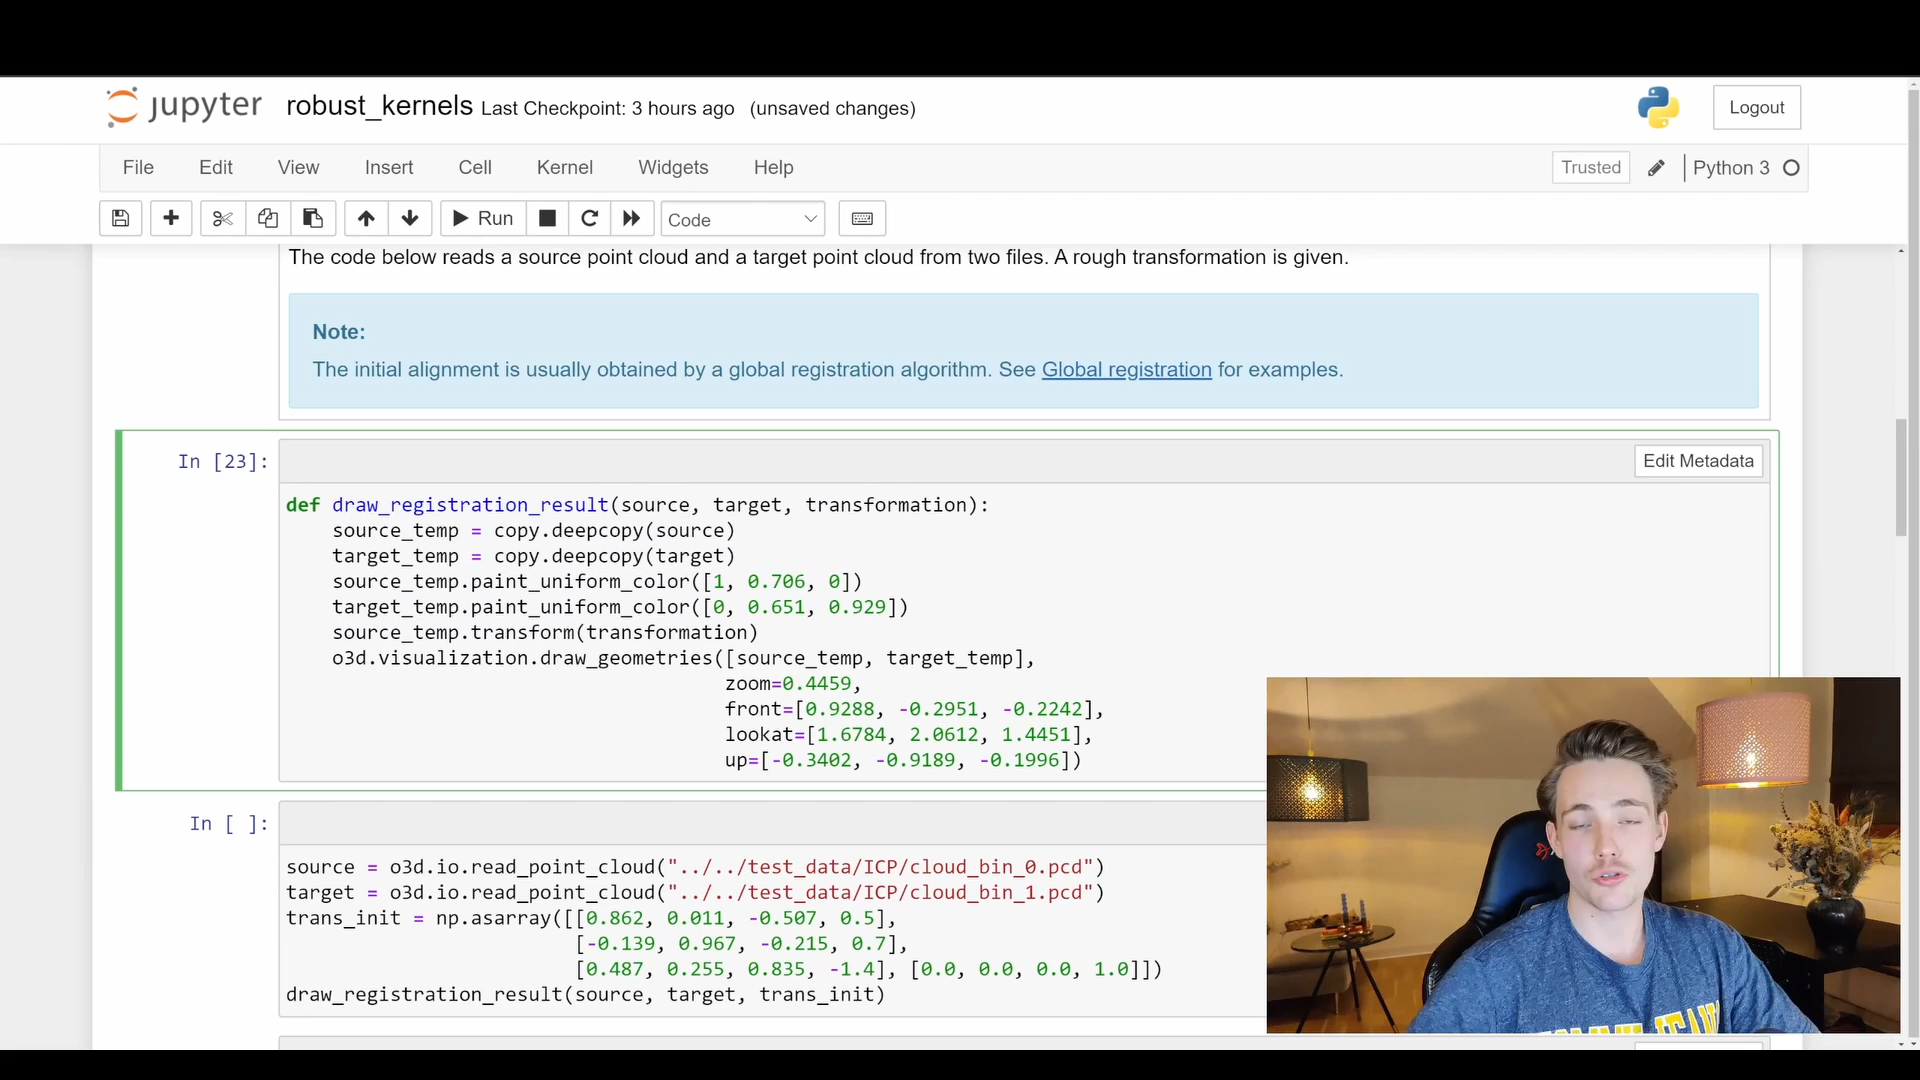 jupyter robust_kernels Last Checkpoint: 3 hours ago (unsaved changes) Logout
File Edit View Insert Cell Kernel Widgets Help Trusted Python 3
Run Code
The code below reads a source point cloud and a target point cloud from two files. A rough transformation is given.
Note:
The initial alignment is usually obtained by a global registration algorithm. See Global registration for examples.
In [23]: Edit Metadata
def draw_registration_result(source, target, transformation):
    source_temp = copy.deepcopy(source)
    target_temp = copy.deepcopy(target)
    source_temp.paint_uniform_color([1, 0.706, 0])
    target_temp.paint_uniform_color([0, 0.651, 0.929])
    source_temp.transform(transformation)
    o3d.visualization.draw_geometries([source_temp, target_temp],
                                      zoom=0.4459,
                                      front=[0.9288, -0.2951, -0.2242],
                                      lookat=[1.6784, 2.0612, 1.4451],
                                      up=[-0.3402, -0.9189, -0.1996])
In [ ]:
source = o3d.io.read_point_cloud("../../test_data/ICP/cloud_bin_0.pcd")
target = o3d.io.read_point_cloud("../../test_data/ICP/cloud_bin_1.pcd")
trans_init = np.asarray([[0.862, 0.011, -0.507, 0.5],
                         [-0.139, 0.967, -0.215, 0.7],
                         [0.487, 0.255, 0.835, -1.4], [0.0, 0.0, 0.0, 1.0]])
draw_registration_result(source, target, trans_init)